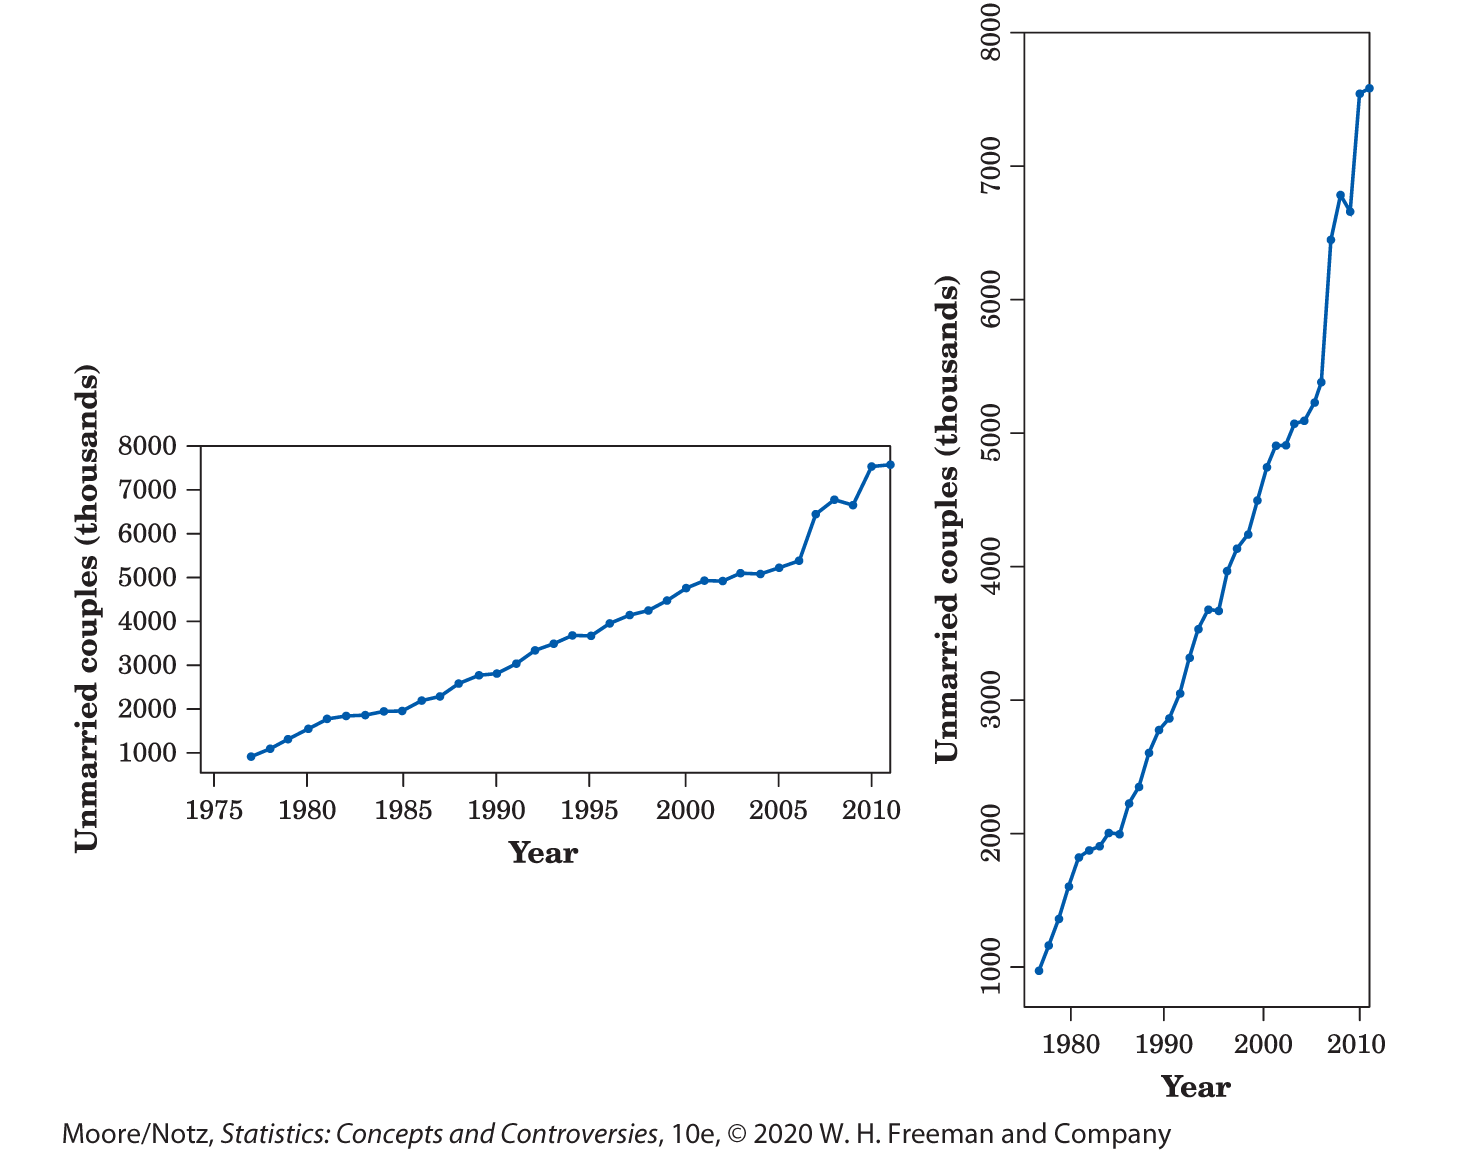 Unmarried couples (thousands)
8000
7000
6000
5000
4000
3000
2000
1000
1975 1980 1985 1990 1995 2000 2005 2010
Year
Unmarried couples (thousands)
8000
7000
6000
5000
4000
3000
2000
1000
1980 1990 2000 2010
Year
Moore/Notz, Statistics: Concepts and Controversies, 10e, © 2020 W. H. Freeman and Company